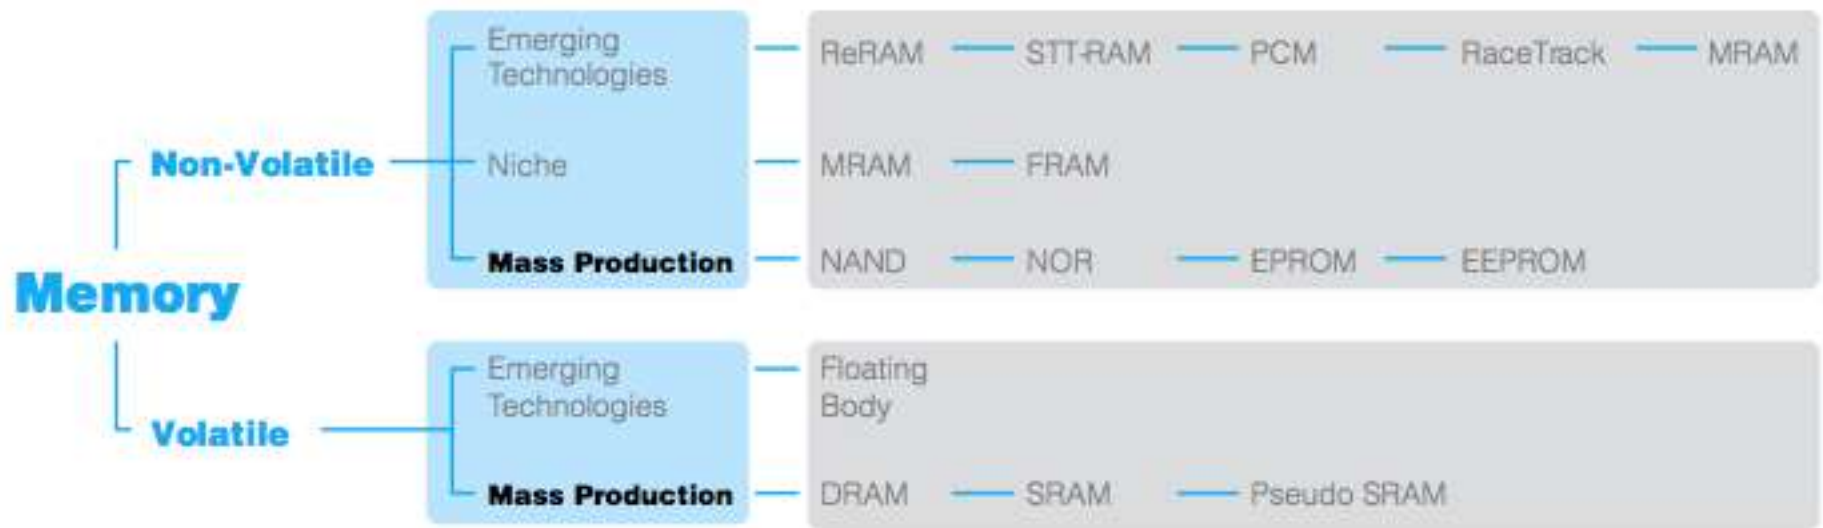 Emerging
Technologies
ReRAM STT-RAM PCM RaceTrack MRAM
Non-Volatile Niche MRAM FRAM
Mass Production NAND NOR EPROM EEPROM
Memory
Emerging
Technologies
Floating
Body
Volatile
Mass Production DRAM SRAM Pseudo SRAM